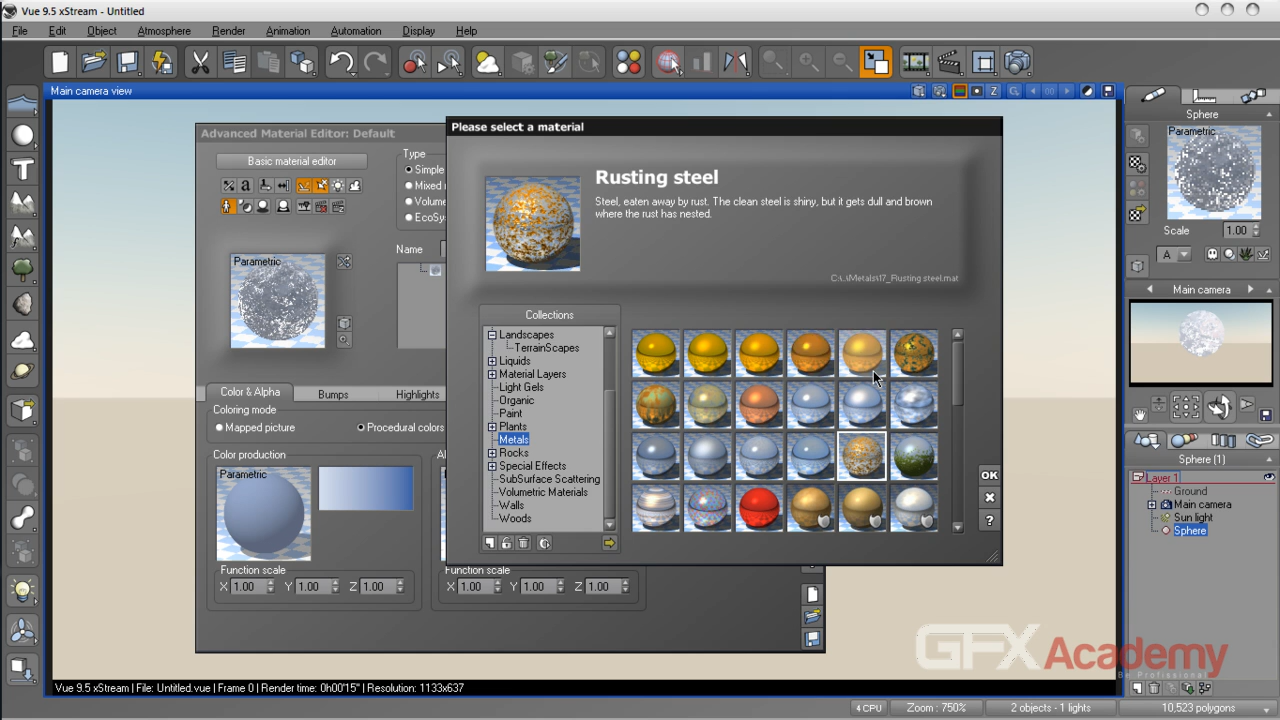 Vue 9.5 xStream - Untitled
File Edit Object Atmosphere Render Animation Automation Display Help
Main camera view
Advanced Material Editor: Default
Basic material editor
Parametric
Type
Simple
Mixed
Volume
EcoSy
Name
Color & Alpha
Bumps
Highlights
Coloring mode
Mapped picture
Procedural colors
Color production
Parametric
Function scale
X 1.00 Y 1.00 Z 1.00
Function scale
X 1.00 Y 1.00 Z 1.00
Please select a material
Rusting steel
Steel, eaten away by rust. The clean steel is shiny, but it gets dull and brown
where the rust has nested.
C:\..\Metals\17_Rusting steel.mat
Collections
Landscapes
TerrainScapes
Liquids
Material Layers
Light Gels
Organic
Paint
Plants
Metals
Rocks
Special Effects
SubSurface Scattering
Volumetric Materials
Walls
Woods
OK
Sphere
Parametric
Scale 1.00
A
Main camera
Sphere (1)
Layer 1
Ground
Main camera
Sun light
Sphere
GFX Academy
Be Profissional
Vue 9.5 xStream | File: Untitled.vue | Frame 0 | Render time: 0h00'15" | Resolution: 1133x637
4 CPU
Zoom : 750%
2 objects - 1 lights
10,523 polygons